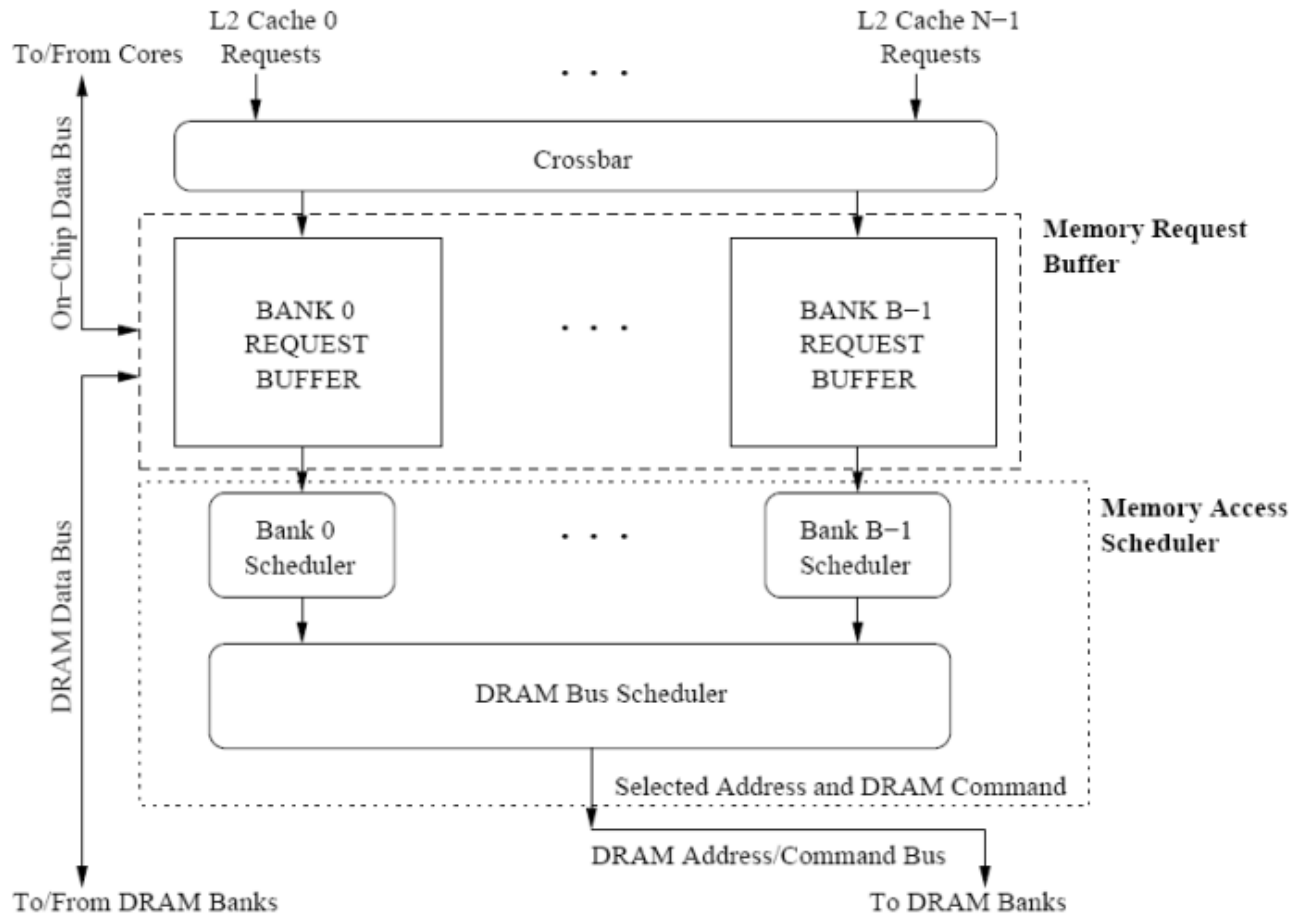 L2 Cache 0
Requests
L2 Cache N−1
Requests
To/From Cores
. . .
Crossbar
On−Chip Data Bus
Memory Request
Buffer
BANK 0
REQUEST
BUFFER
. . .
BANK B−1
REQUEST
BUFFER
DRAM Data Bus
Bank 0
Scheduler
. . .
Bank B−1
Scheduler
Memory Access
Scheduler
DRAM Bus Scheduler
Selected Address and DRAM Command
DRAM Address/Command Bus
To/From DRAM Banks
To DRAM Banks